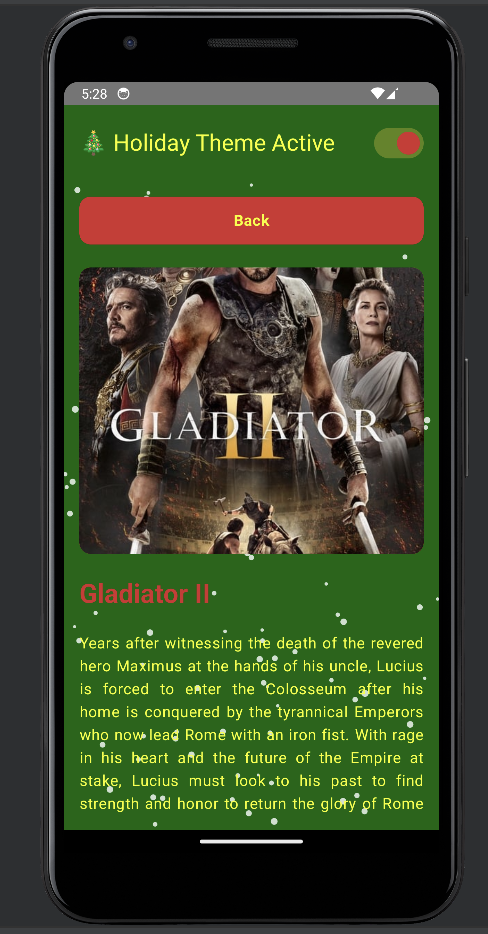 5:28
Holiday Theme Active
Back
GLADIATOR
II
Gladiator II
Years after witnessing the death of the revered
hero Maximus at the hands of his uncle, Lucius
is forced to enter the Colosseum after his
home is conquered by the tyrannical Emperors
who now lead Rome with an iron fist. With rage
in his heart and the future of the Empire at
stake, Lucius must look to his past to find
strength and honor to return the glory of Rome